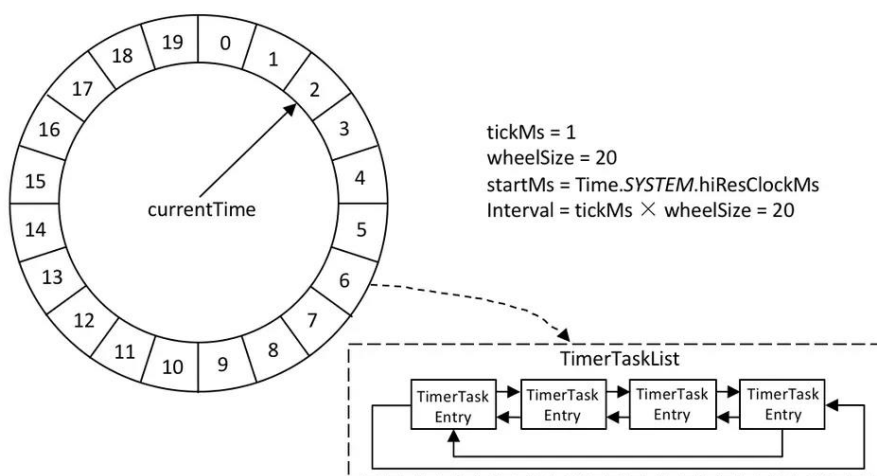 0
1
2
3
4
5
6
7
8
9
10
11
12
13
14
15
16
17
18
19
currentTime
tickMs = 1
wheelSize = 20
startMs = Time.SYSTEM.hiResClockMs
Interval = tickMs × wheelSize = 20
TimerTaskList
TimerTask
Entry
TimerTask
Entry
TimerTask
Entry
TimerTask
Entry